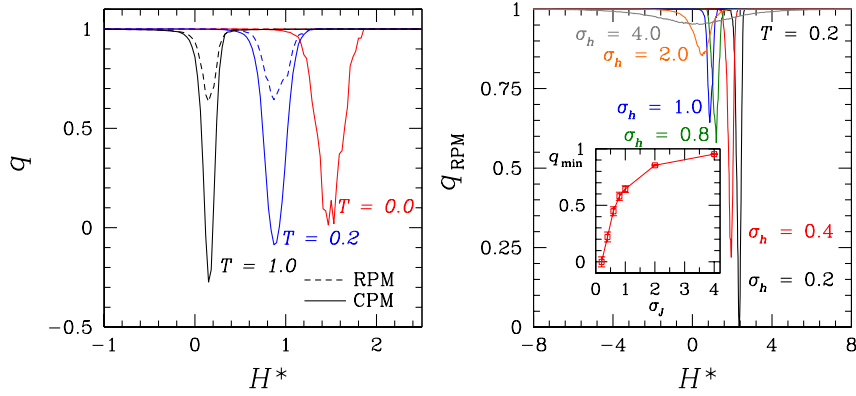 q
1
0.5
0
-0.5
-1
0
1
2
H*
T = 0.0
T = 0.2
T = 1.0
RPM
CPM
q_RPM
1
0.75
0.5
0.25
0
-8
-4
0
4
8
H*
σ_h = 4.0
σ_h = 2.0
T = 0.2
σ_h = 1.0
σ_h = 0.8
σ_h = 0.4
σ_h = 0.2
q_min
1
0.5
0
0
1
2
3
4
σ_J